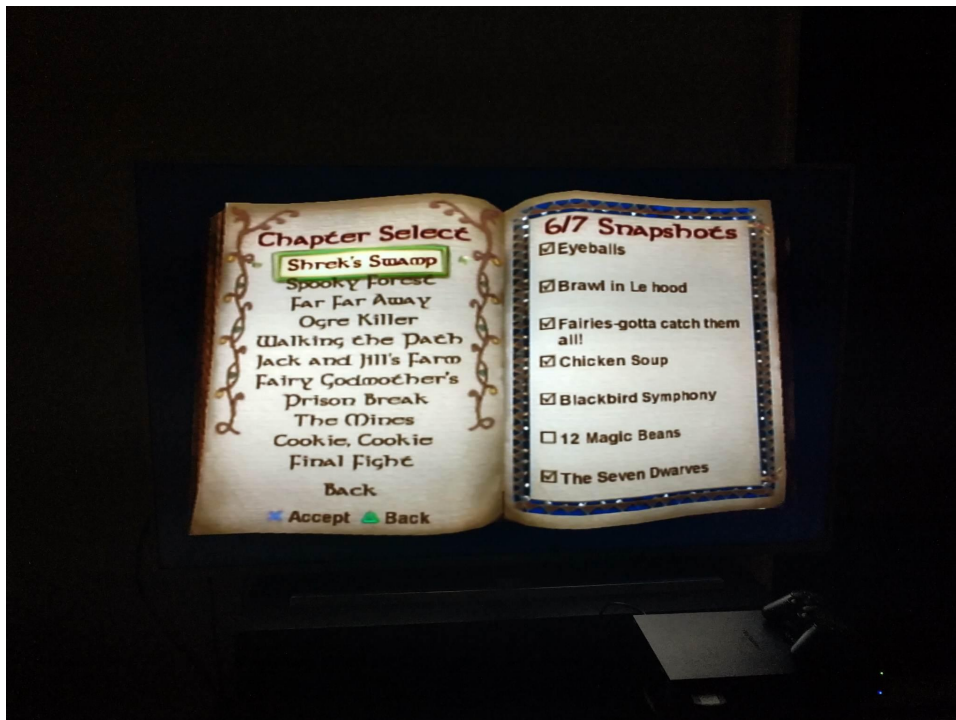 Chapter Select
Shrek's Swamp
Spooky Forest
Far Far Away
Ogre Killer
Walking the Path
Jack and Jill's Farm
Fairy Godmother's
Prison Break
The Mines
Cookie, Cookie
Final Fight
Back
Accept Back
6/7 Snapshots
Eyeballs
Brawl in Le hood
Fairies-gotta catch them
all!
Chicken Soup
Blackbird Symphony
12 Magic Beans
The Seven Dwarves